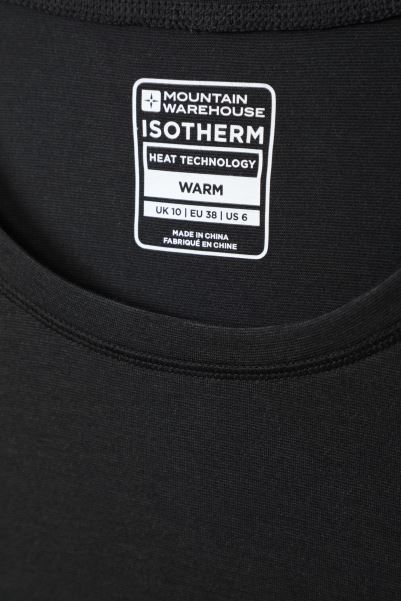 MOUNTAIN
WAREHOUSE
ISOTHERM
HEAT TECHNOLOGY
WARM
UK 10 | EU 38 | US 6
MADE IN CHINA
FABRIQUÉ EN CHINE